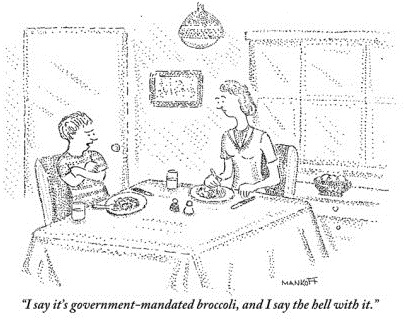 MANKOFF
“I say it’s government-mandated broccoli, and I say the hell with it.”